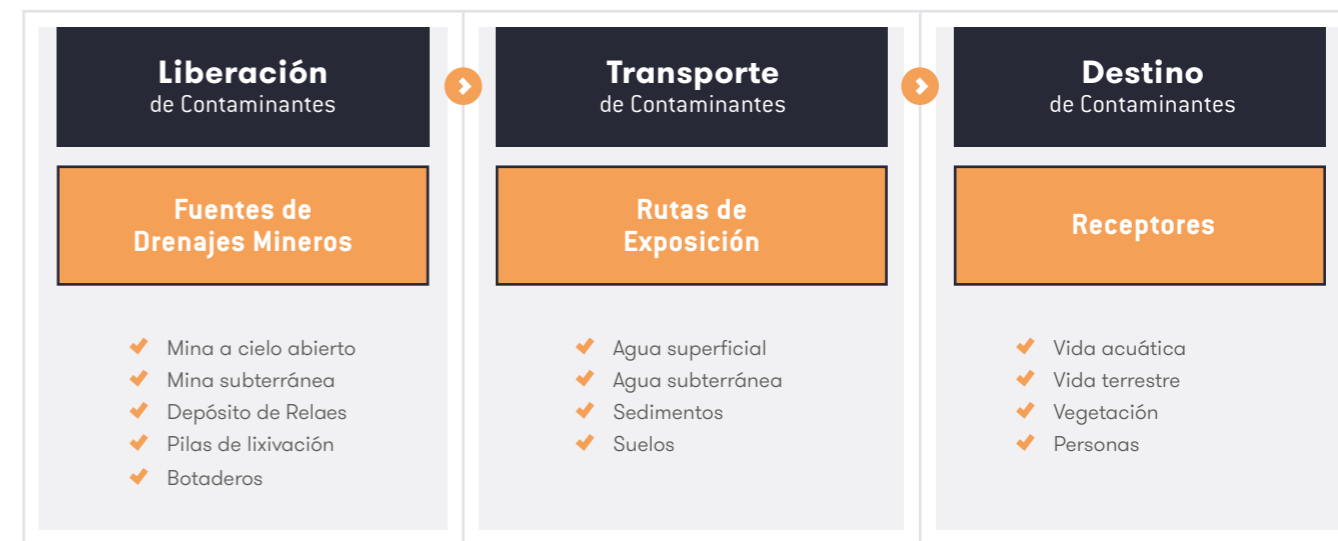 Liberación
de Contaminantes
Fuentes de
Drenajes Mineros
Mina a cielo abierto
Mina subterránea
Depósito de Relaes
Pilas de lixivación
Botaderos
Transporte
de Contaminantes
Rutas de
Exposición
Agua superficial
Agua subterránea
Sedimentos
Suelos
Destino
de Contaminantes
Receptores
Vida acuática
Vida terrestre
Vegetación
Personas